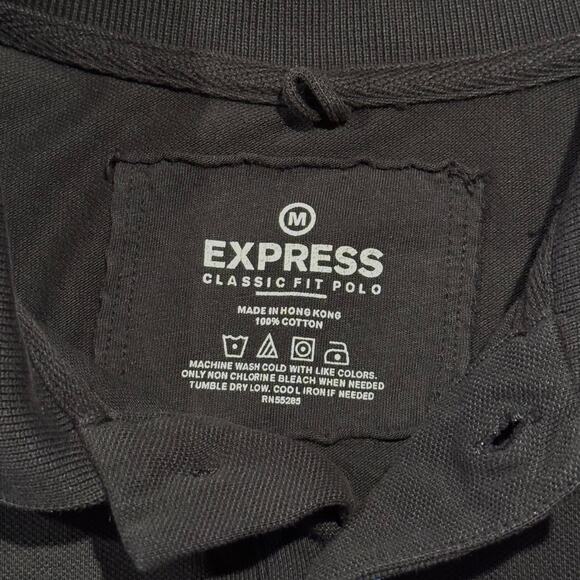 M
EXPRESS
CLASSIC FIT POLO
MADE IN HONG KONG
100% COTTON
MACHINE WASH COLD WITH LIKE COLORS.
ONLY NON CHLORINE BLEACH WHEN NEEDED
TUMBLE DRY LOW. COOL IRON IF NEEDED
RN55285